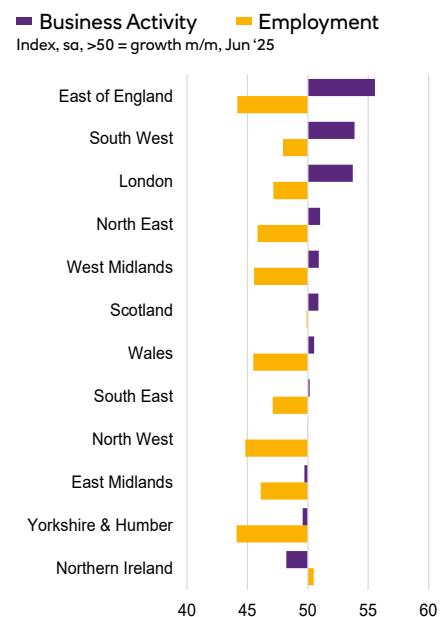 Business Activity Employment
Index, sa, >50 = growth m/m, Jun ‘25
East of England
South West
London
North East
West Midlands
Scotland
Wales
South East
North West
East Midlands
Yorkshire & Humber
Northern Ireland
40 45 50 55 60